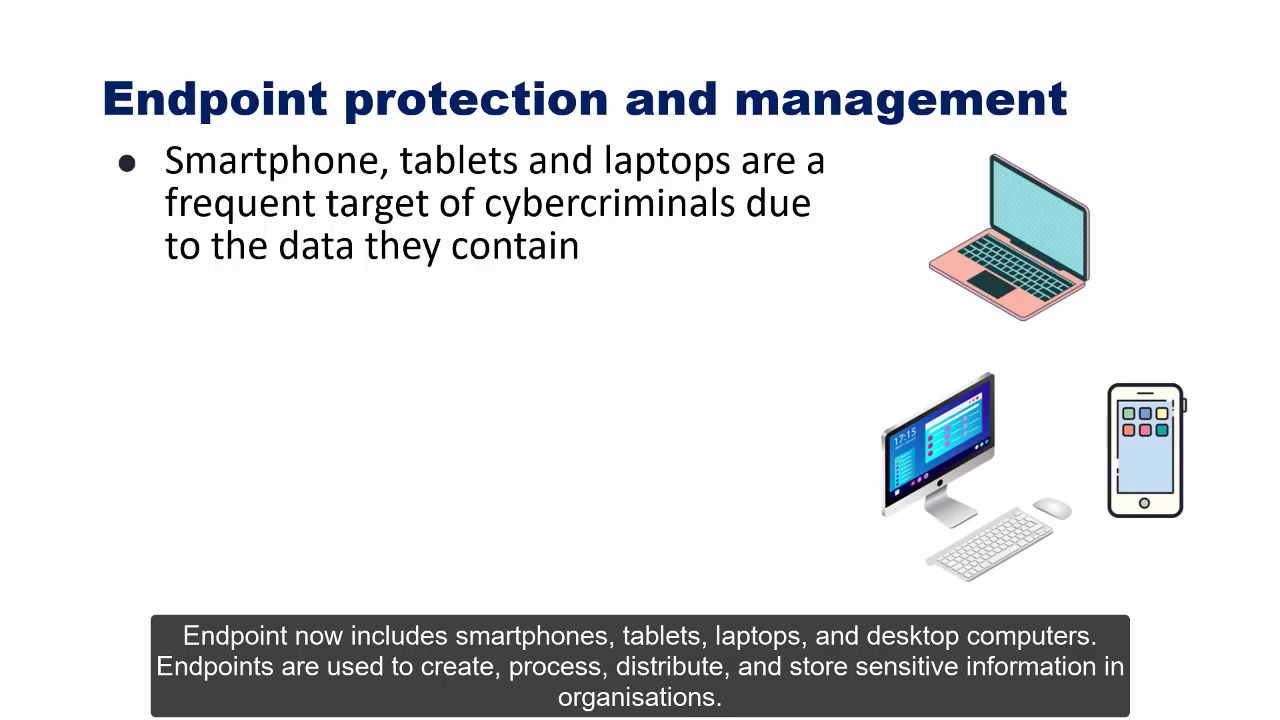 Endpoint protection and management
● Smartphone, tablets and laptops are a
frequent target of cybercriminals due
to the data they contain
17:15
Endpoint now includes smartphones, tablets, laptops, and desktop computers.
Endpoints are used to create, process, distribute, and store sensitive information in
organisations.